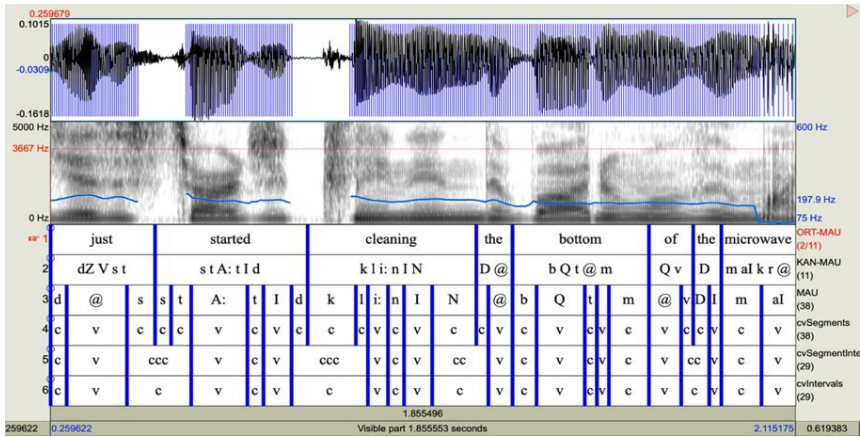 0.259679
0.1015
0
-0.0309
-0.1618
5000 Hz 600 Hz
3667 Hz
197.9 Hz
0 Hz 75 Hz
1 just started cleaning the bottom of the microwave ORT-MAU (2/11)
2 dZ V s t s t A: t I d k l i: n I N D @ b Q t @ m Q v D m aI k r @ KAN-MAU (11)
3 d @ s s t A: t I d k l i: n I N @ b Q t m @ v D I m aI MAU (38)
4 c v c c c v c v c c c v c v c c v c v c v c v c c v c v cvSegments (38)
5 c v ccc v c v ccc v c v cc v c v c v c v cc v c v cvSegmentInte (29)
6 c v c v c v c v c v c v c v c v c v c v c v cvIntervals (29)
1.855496
259622 0.259622 Visible part 1.855553 seconds 2.115175 0.619383